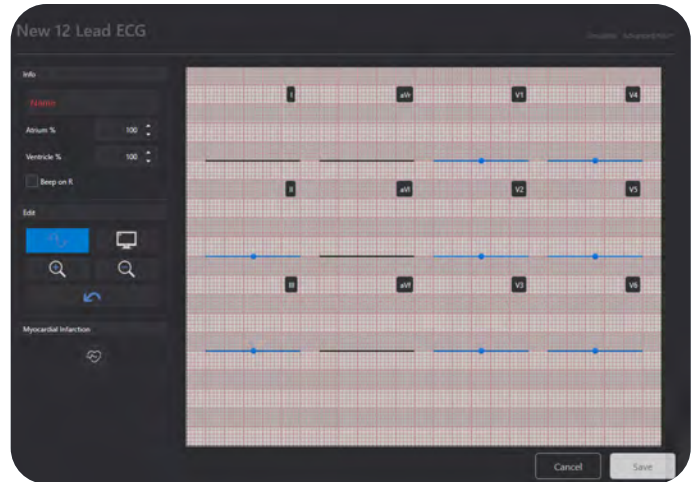 New 12 Lead ECG
Info
Name
Atrium % 100
Ventricle % 100
Beep on R
Edit
Myocardial Infarction
I aVr V1 V4
II aVl V2 V5
III aVf V3 V6
Cancel Save